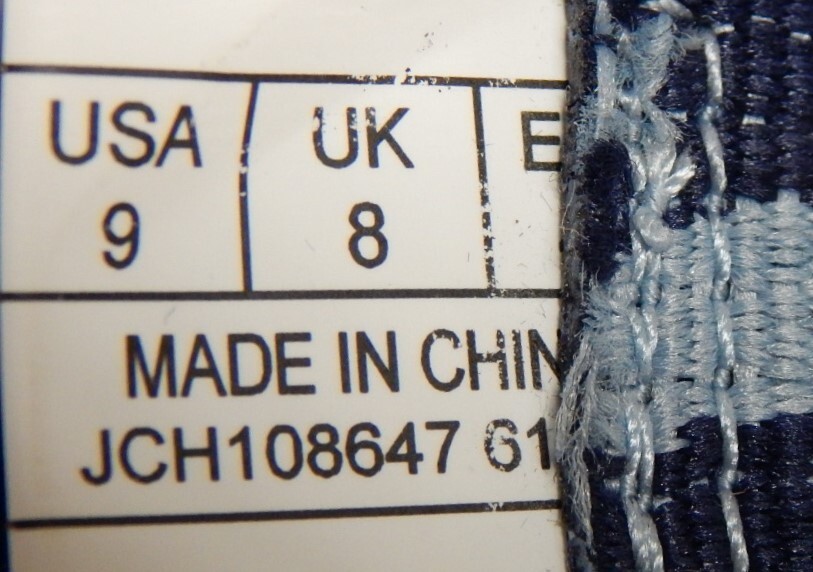 USA UK E
9 8
MADE IN CHIN
JCH108647 61